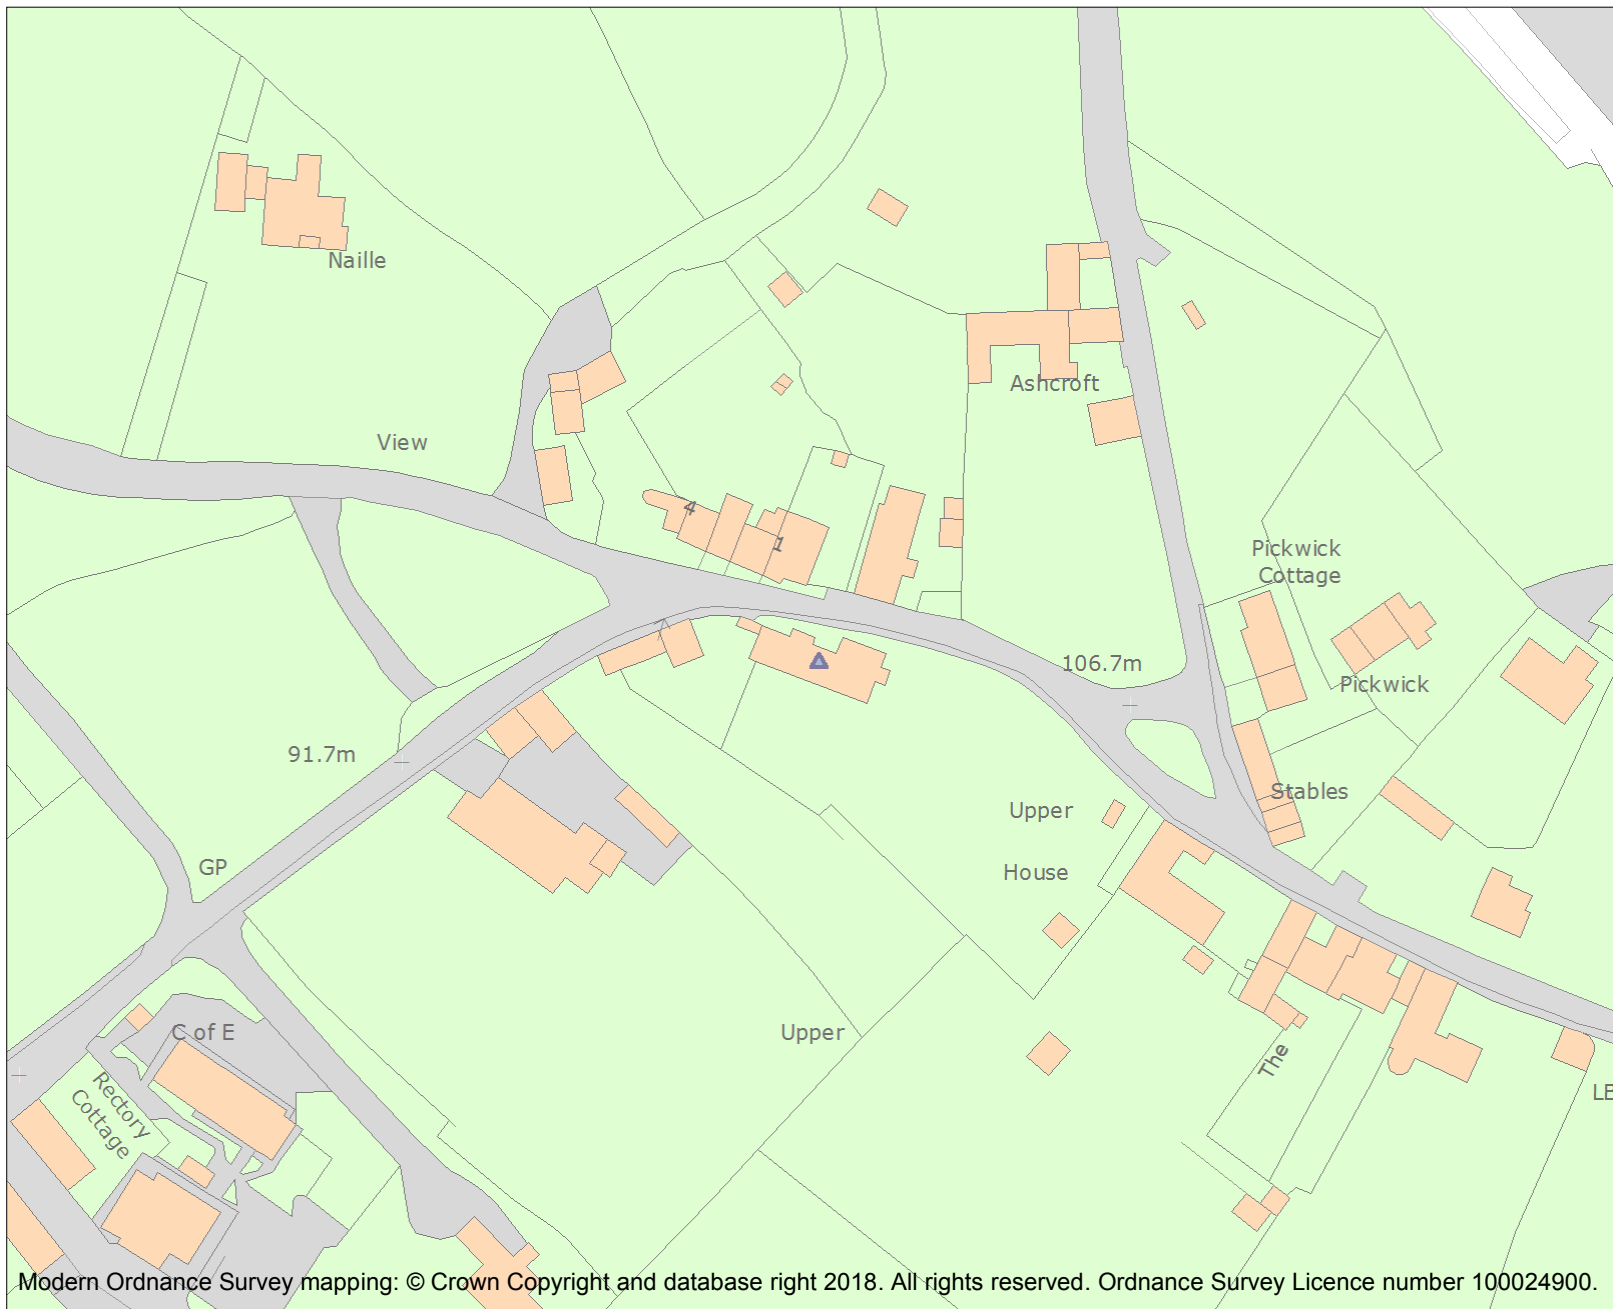 Naille
Ashcroft
View
4
1
Pickwick
Cottage
106.7m
Pickwick
91.7m
Stables
Upper
House
GP
C of E
Upper
The
Rectory
Cottage
LB
Modern Ordnance Survey mapping: © Crown Copyright and database right 2018. All rights reserved. Ordnance Survey Licence number 100024900.